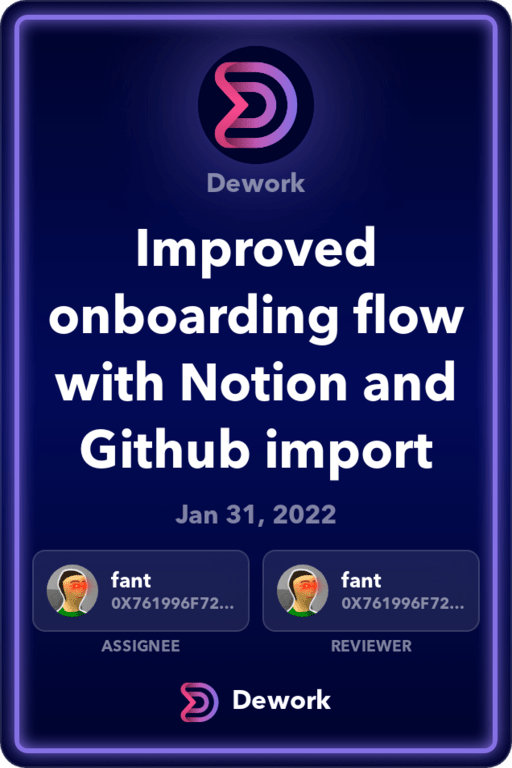 Dework
Improved
onboarding flow
with Notion and
Github import
Jan 31, 2022
fant
0X761996F72...
ASSIGNEE
fant
0X761996F72...
REVIEWER
Dework